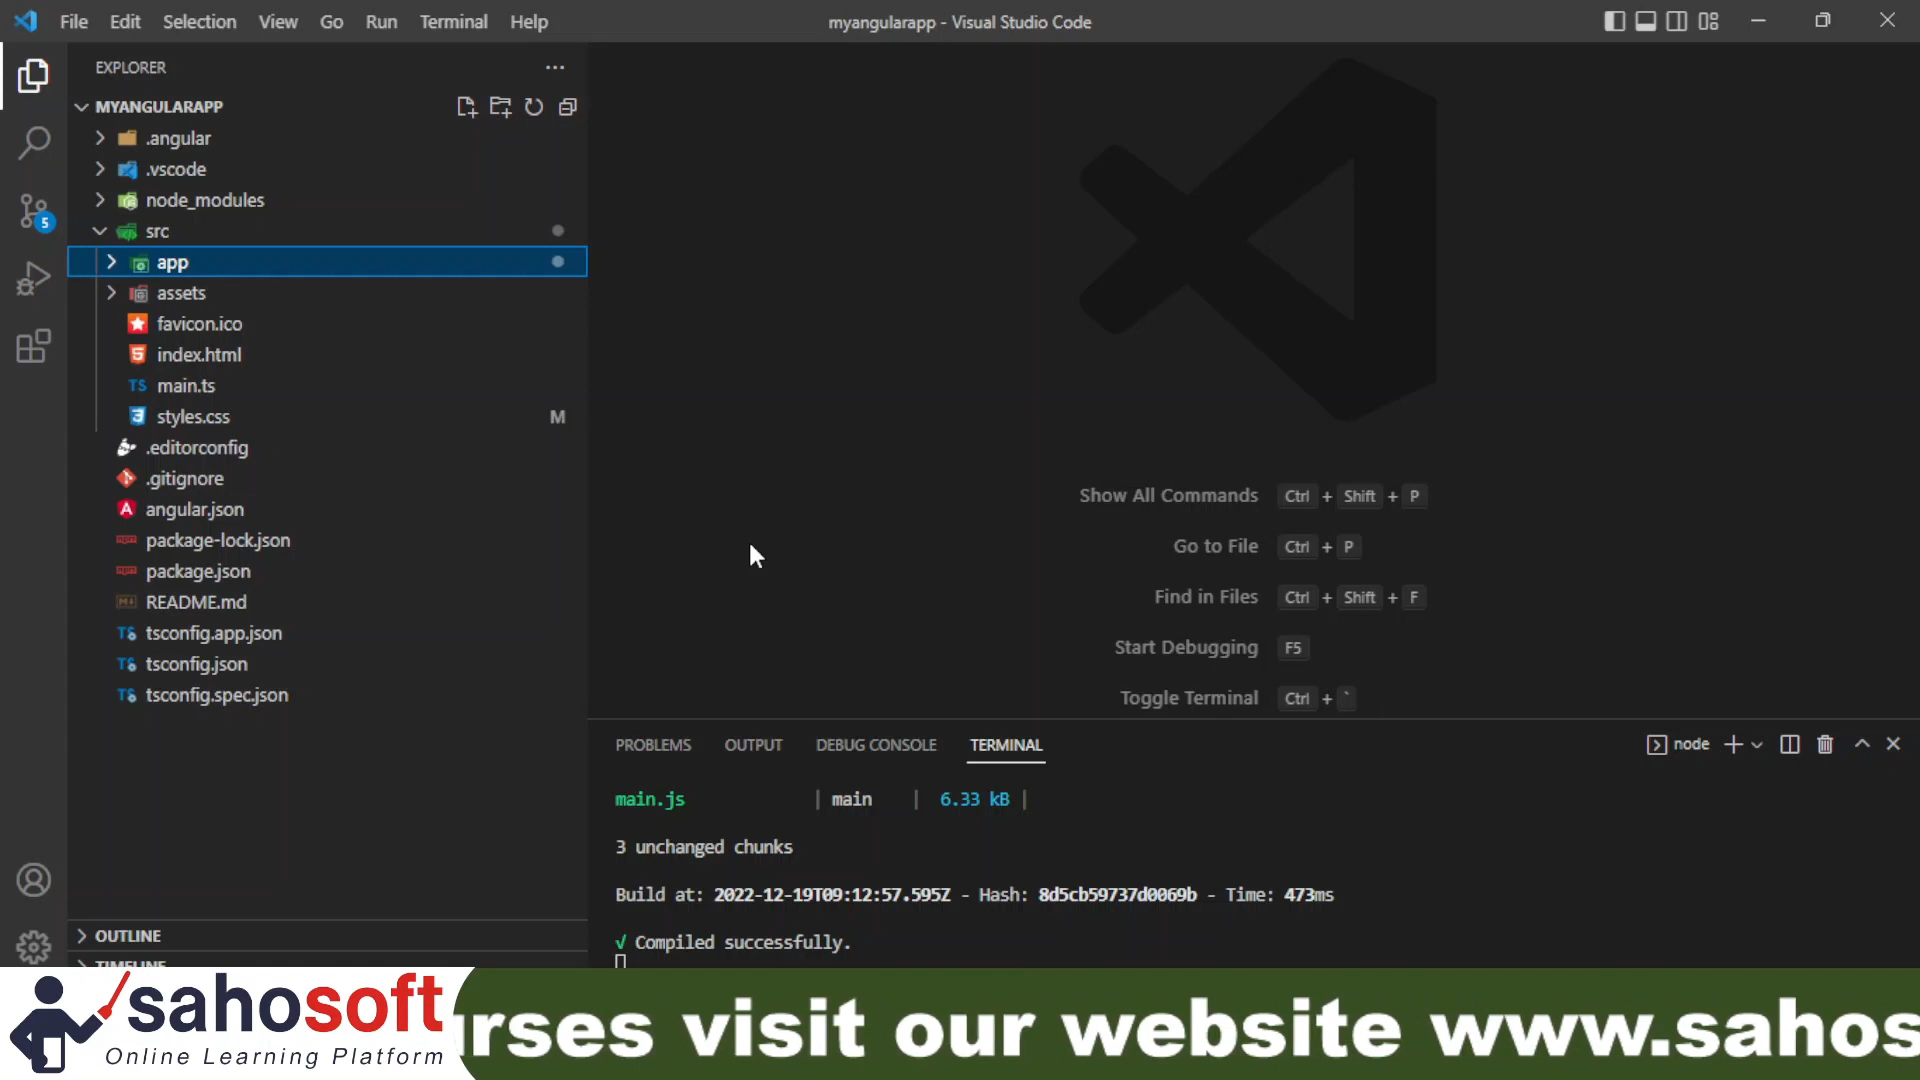 File Edit Selection View Go Run Terminal Help
myangularapp - Visual Studio Code
EXPLORER
MYANGULARAPP
.angular
.vscode
node_modules
src
5
app
assets
favicon.ico
index.html
main.ts
styles.css M
.editorconfig
.gitignore
angular.json
package-lock.json
package.json
README.md
tsconfig.app.json
tsconfig.json
tsconfig.spec.json
OUTLINE
TIMELINE
Show All Commands Ctrl + Shift + P
Go to File Ctrl + P
Find in Files Ctrl + Shift + F
Start Debugging F5
Toggle Terminal Ctrl + `
PROBLEMS OUTPUT DEBUG CONSOLE TERMINAL
node
main.js | main | 6.33 kB |
3 unchanged chunks
Build at: 2022-12-19T09:12:57.595Z - Hash: 8d5cb59737d0069b - Time: 473ms
√ Compiled successfully.
sahosoft
Online Learning Platform
urses visit our website www.sahos